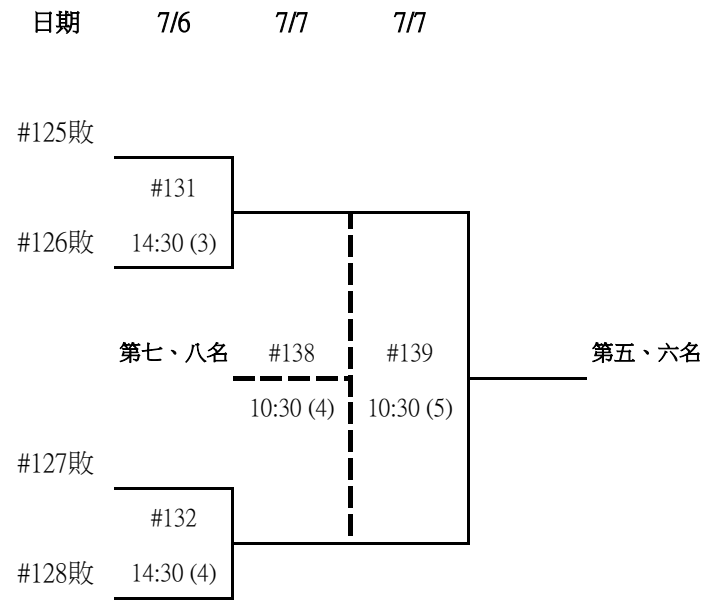 日期 7/6 7/7 7/7
#125敗
#131
#126敗 14:30 (3)
第七、八名 #138 #139 第五、六名
10:30 (4) 10:30 (5)
#127敗
#132
#128敗 14:30 (4)